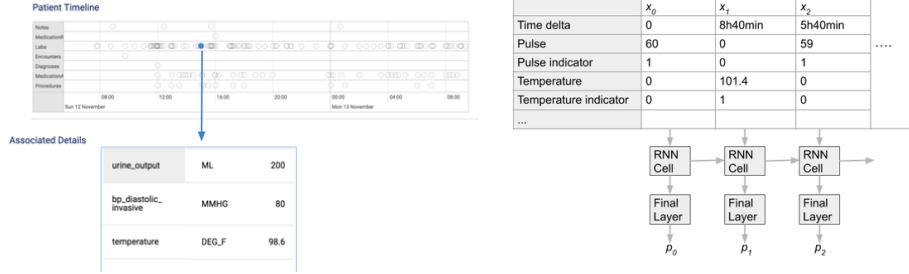 Patient Timeline
Notes
MedicationR
Labs
Encounters
Diagnoses
MedicationA
Procedures
08:00 12:00 16:00 20:00 00:00 04:00 08:00
Sun 12 November Mon 13 November
Associated Details
urine_output ML 200
bp_diastolic_
invasive MMHG 80
temperature DEG_F 98.6
x0 x1 x2
Time delta 0 8h40min 5h40min
Pulse 60 0 59
Pulse indicator 1 0 1
Temperature 0 101.4 0
Temperature indicator 0 1 0
...
....
RNN Cell
RNN Cell
RNN Cell
Final Layer
Final Layer
Final Layer
p0 p1 p2